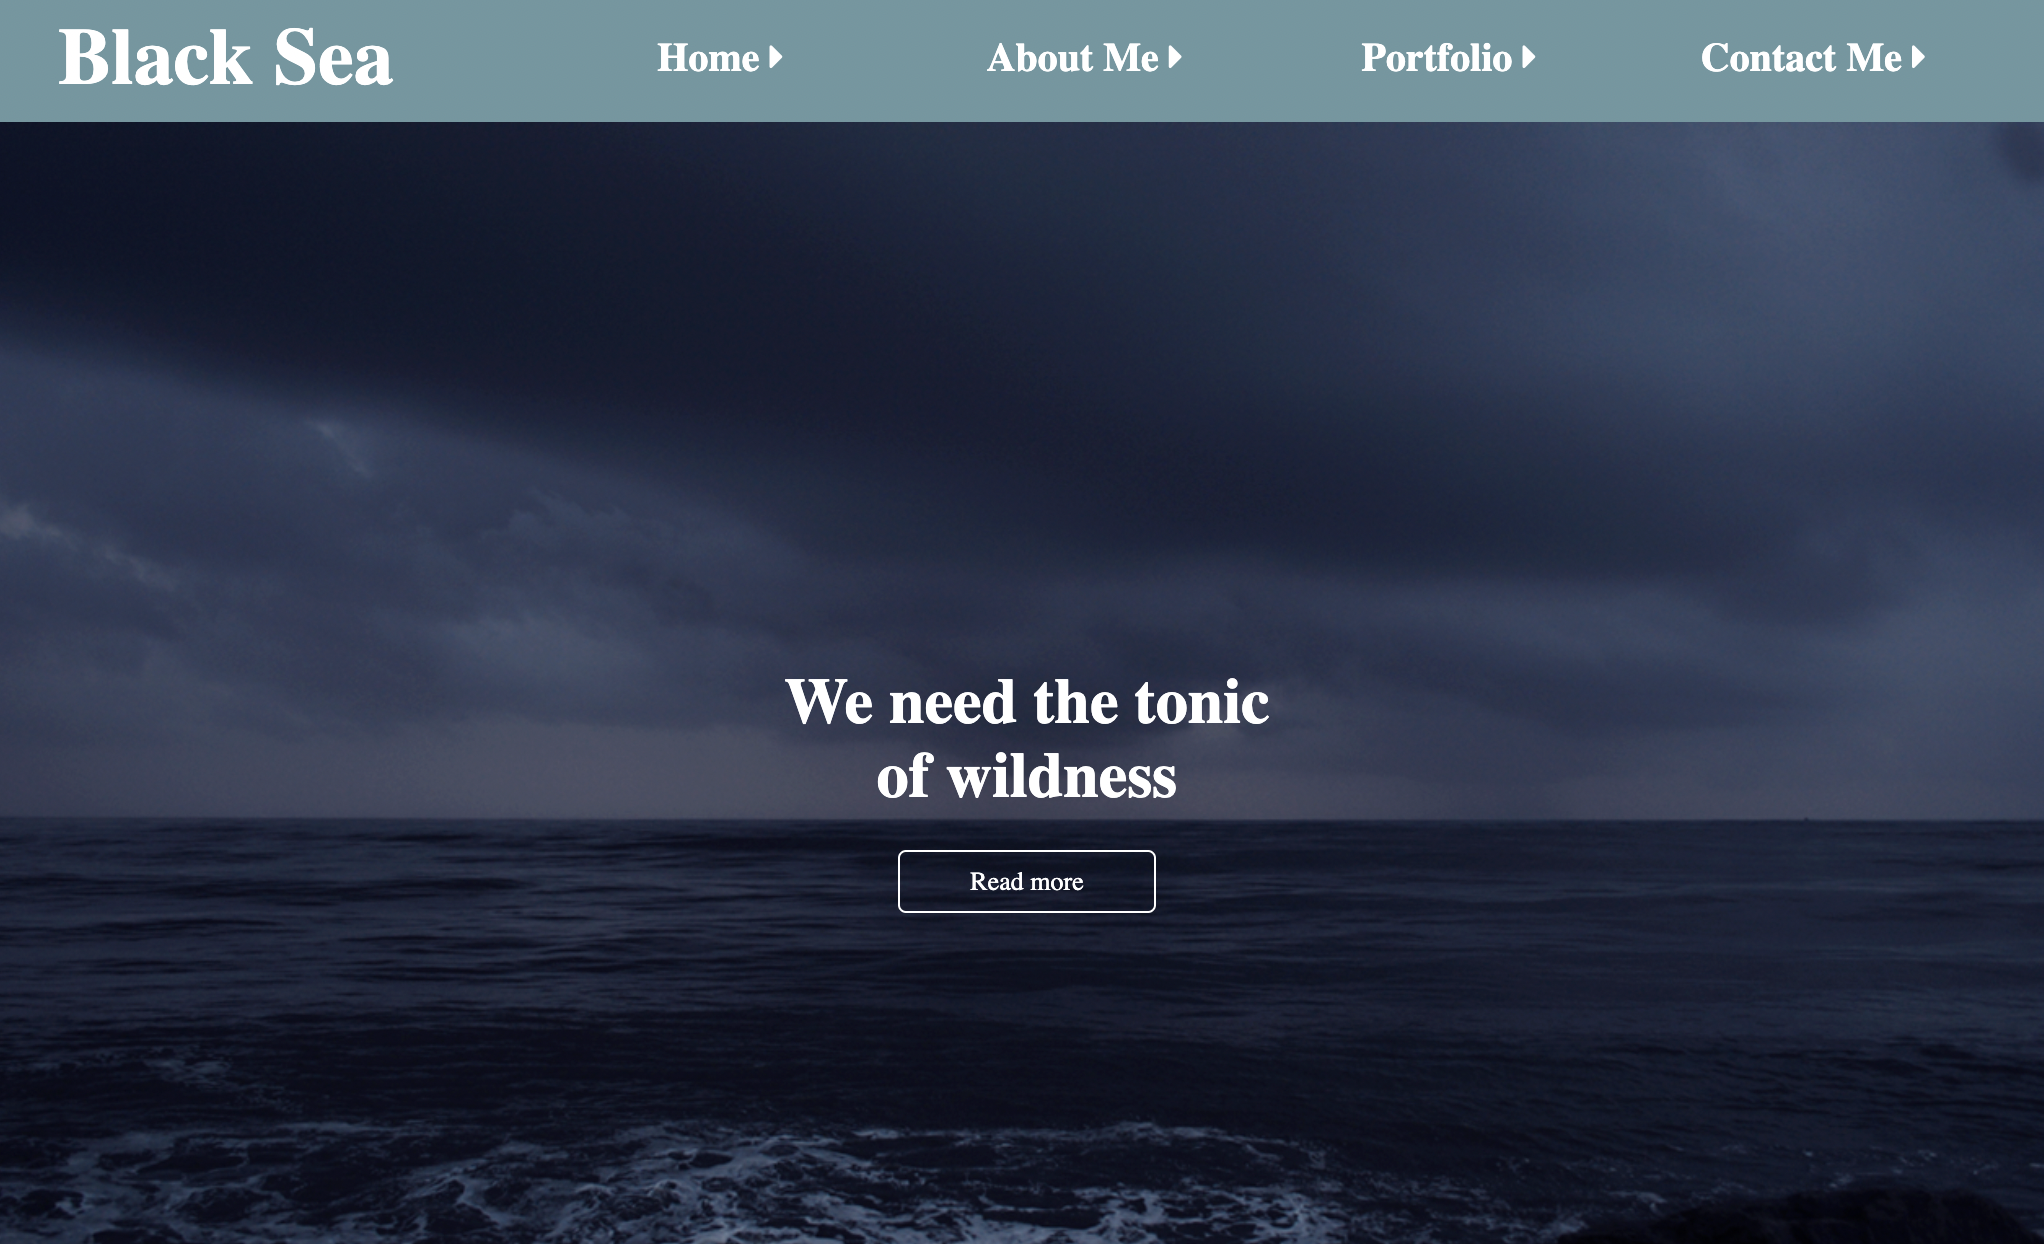 Black Sea
Home
About Me
Portfolio
Contact Me
We need the tonic
of wildness
Read more